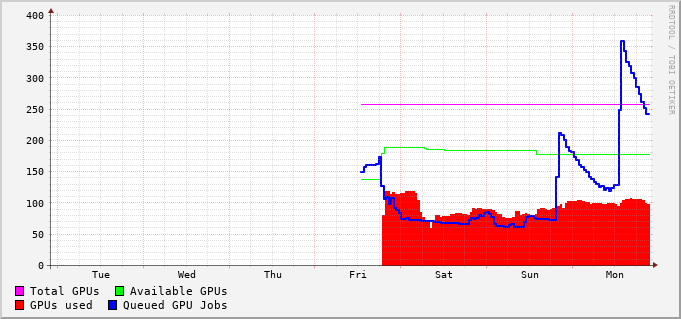 400
350
300
250
200
150
100
50
0
Tue Wed Thu Fri Sat Sun Mon
Total GPUs Available GPUs
GPUs used Queued GPU Jobs
RRDTOOL / TOBI OETIKER